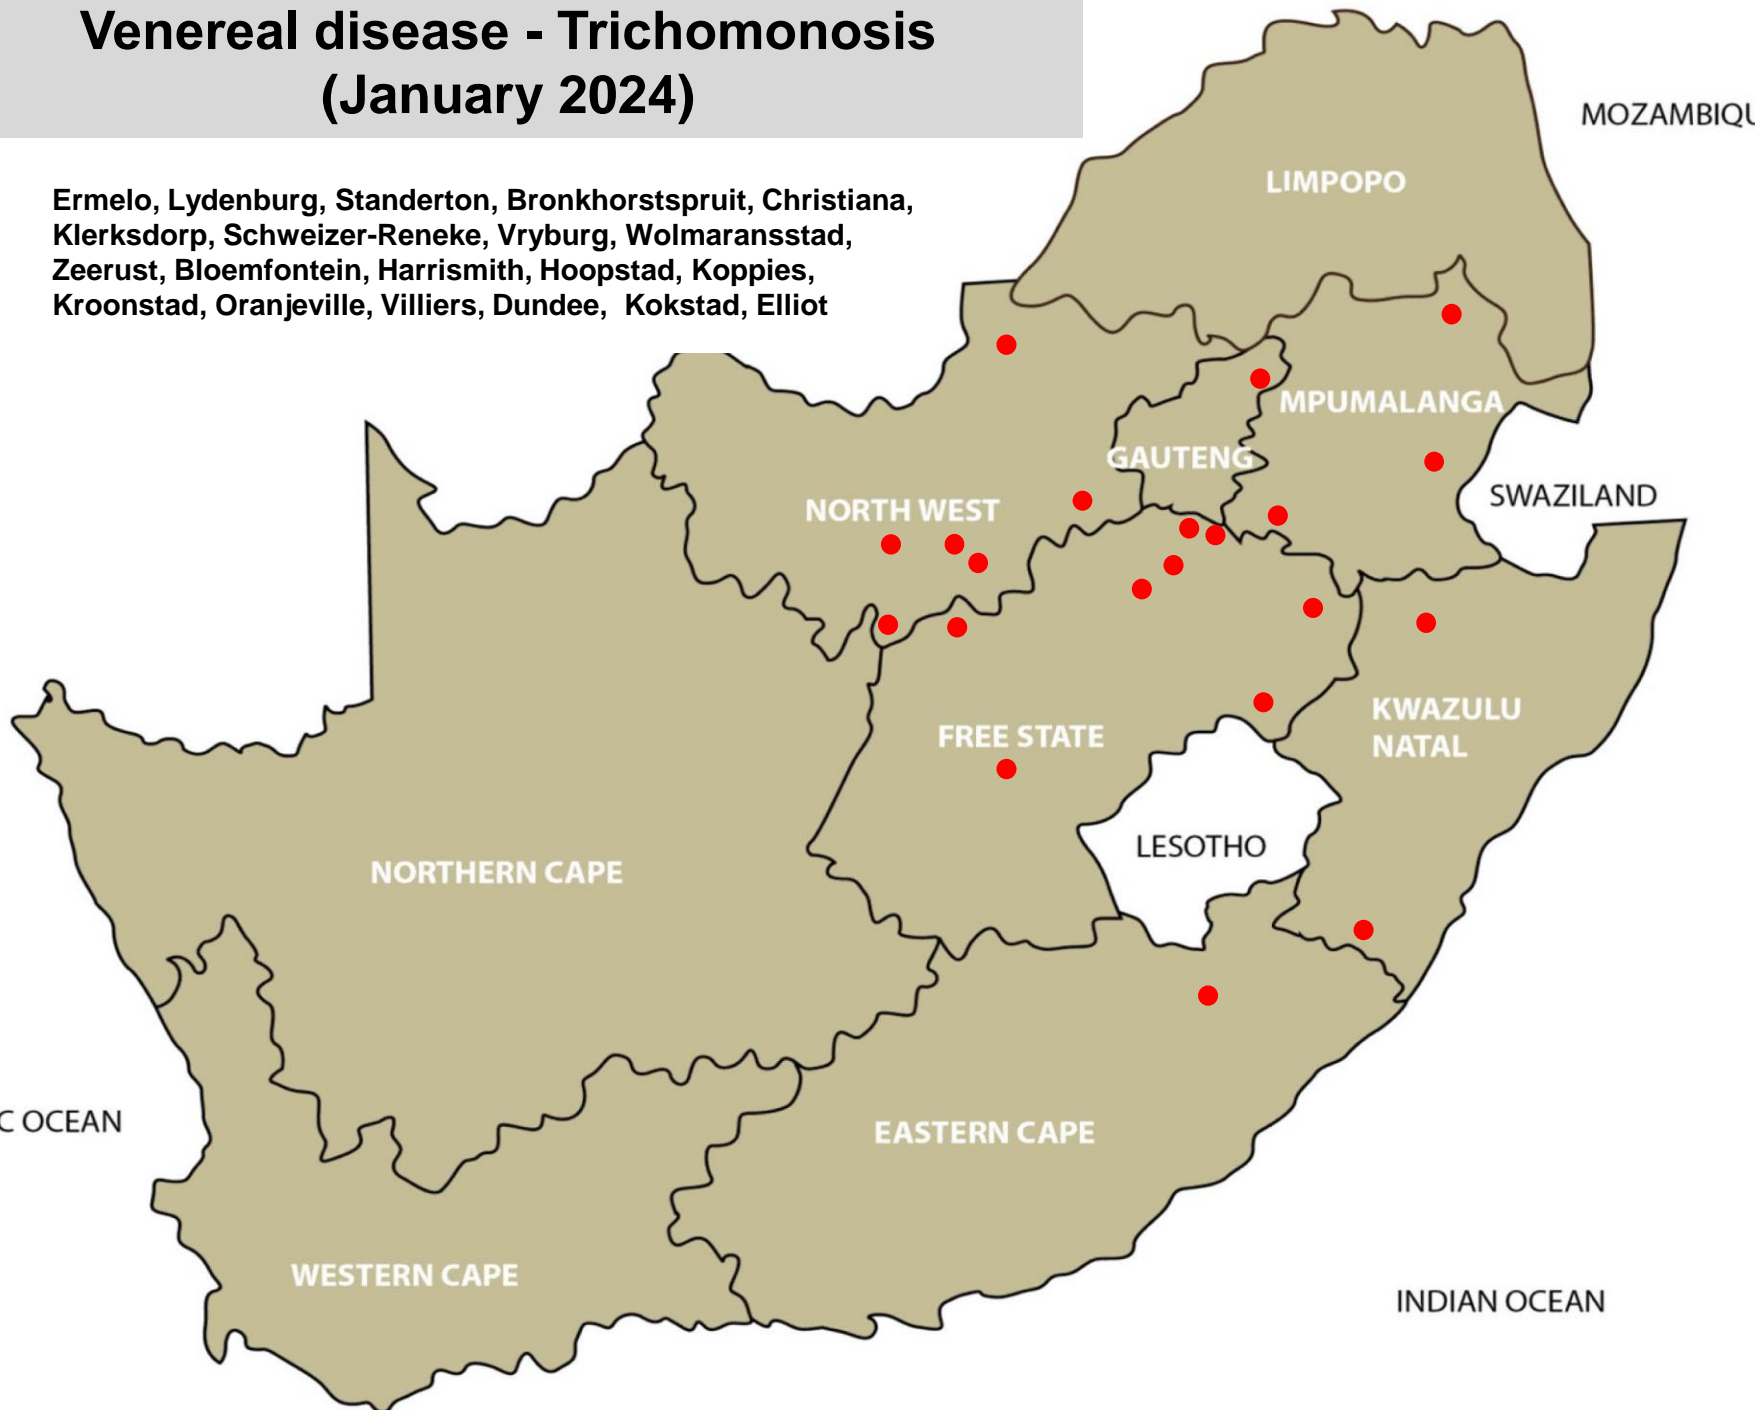 Venereal disease - Trichomonosis
(January 2024)
MOZAMBIQU
LIMPOPO
Ermelo, Lydenburg, Standerton, Bronkhorstspruit, Christiana,
Klerksdorp, Schweizer-Reneke, Vryburg, Wolmaransstad,
Zeerust, Bloemfontein, Harrismith, Hoopstad, Koppies,
Kroonstad, Oranjeville, Villiers, Dundee,  Kokstad, Elliot
MPUMALANGA
GAUTENG
SWAZILAND
NORTH WEST
KWAZULU
NATAL
FREE STATE
LESOTHO
NORTHERN CAPE
C OCEAN
EASTERN CAPE
WESTERN CAPE
INDIAN OCEAN